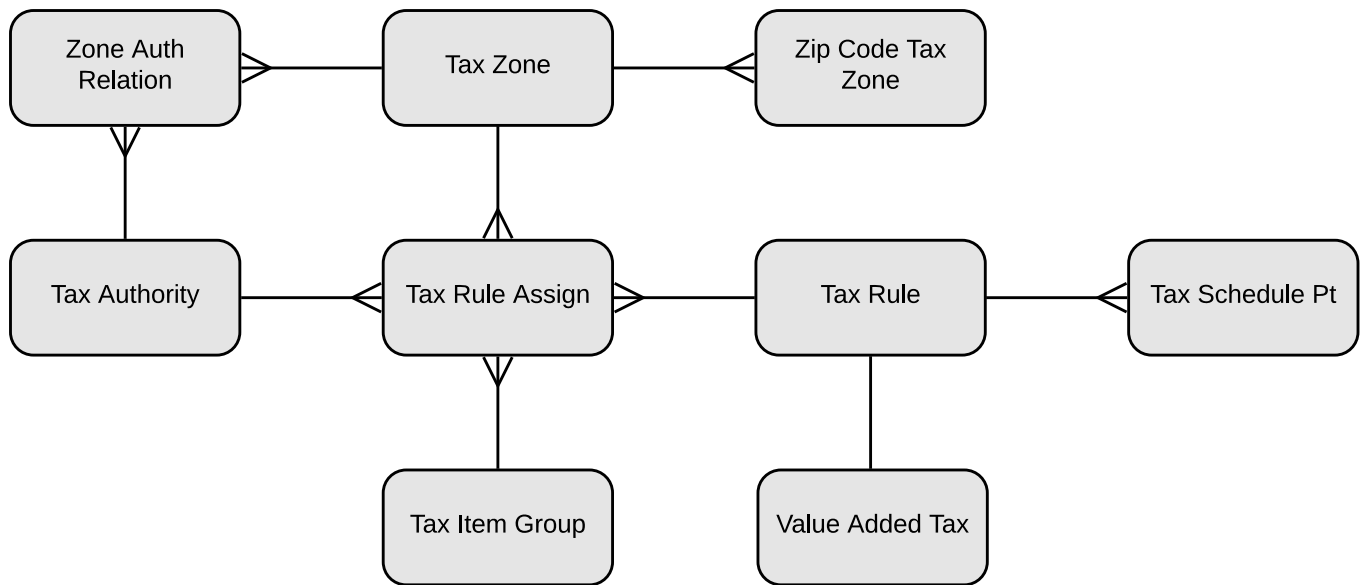 Zone Auth
Relation
Tax Zone
Zip Code Tax
Zone
Tax Authority
Tax Rule Assign
Tax Rule
Tax Schedule Pt
Tax Item Group
Value Added Tax